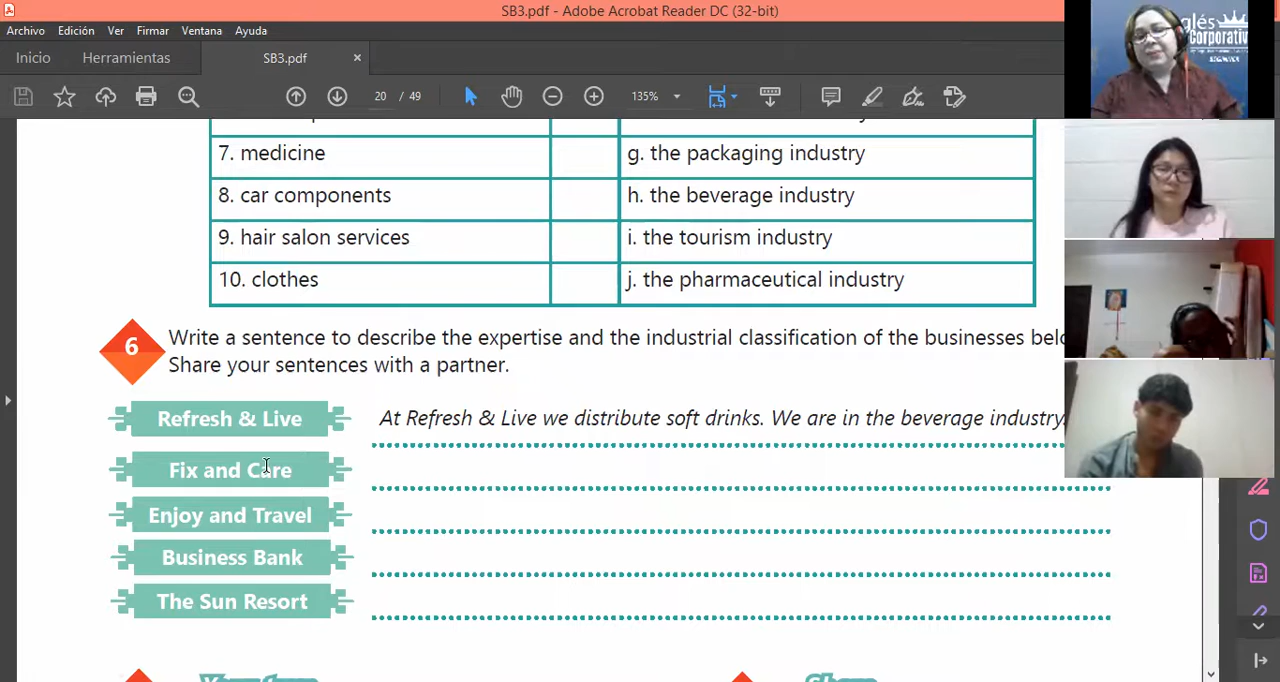 SB3.pdf - Adobe Acrobat Reader DC (32-bit)
Archivo Edición Ver Firmar Ventana Ayuda
Inicio Herramientas SB3.pdf ×
20 / 49 135%
7. medicine g. the packaging industry
8. car components h. the beverage industry
9. hair salon services i. the tourism industry
10. clothes j. the pharmaceutical industry
6 Write a sentence to describe the expertise and the industrial classification of the businesses belo
Share your sentences with a partner.
Refresh & Live At Refresh & Live we distribute soft drinks. We are in the beverage industry.
Fix and Care
Enjoy and Travel
Business Bank
The Sun Resort
glés
Corporativ